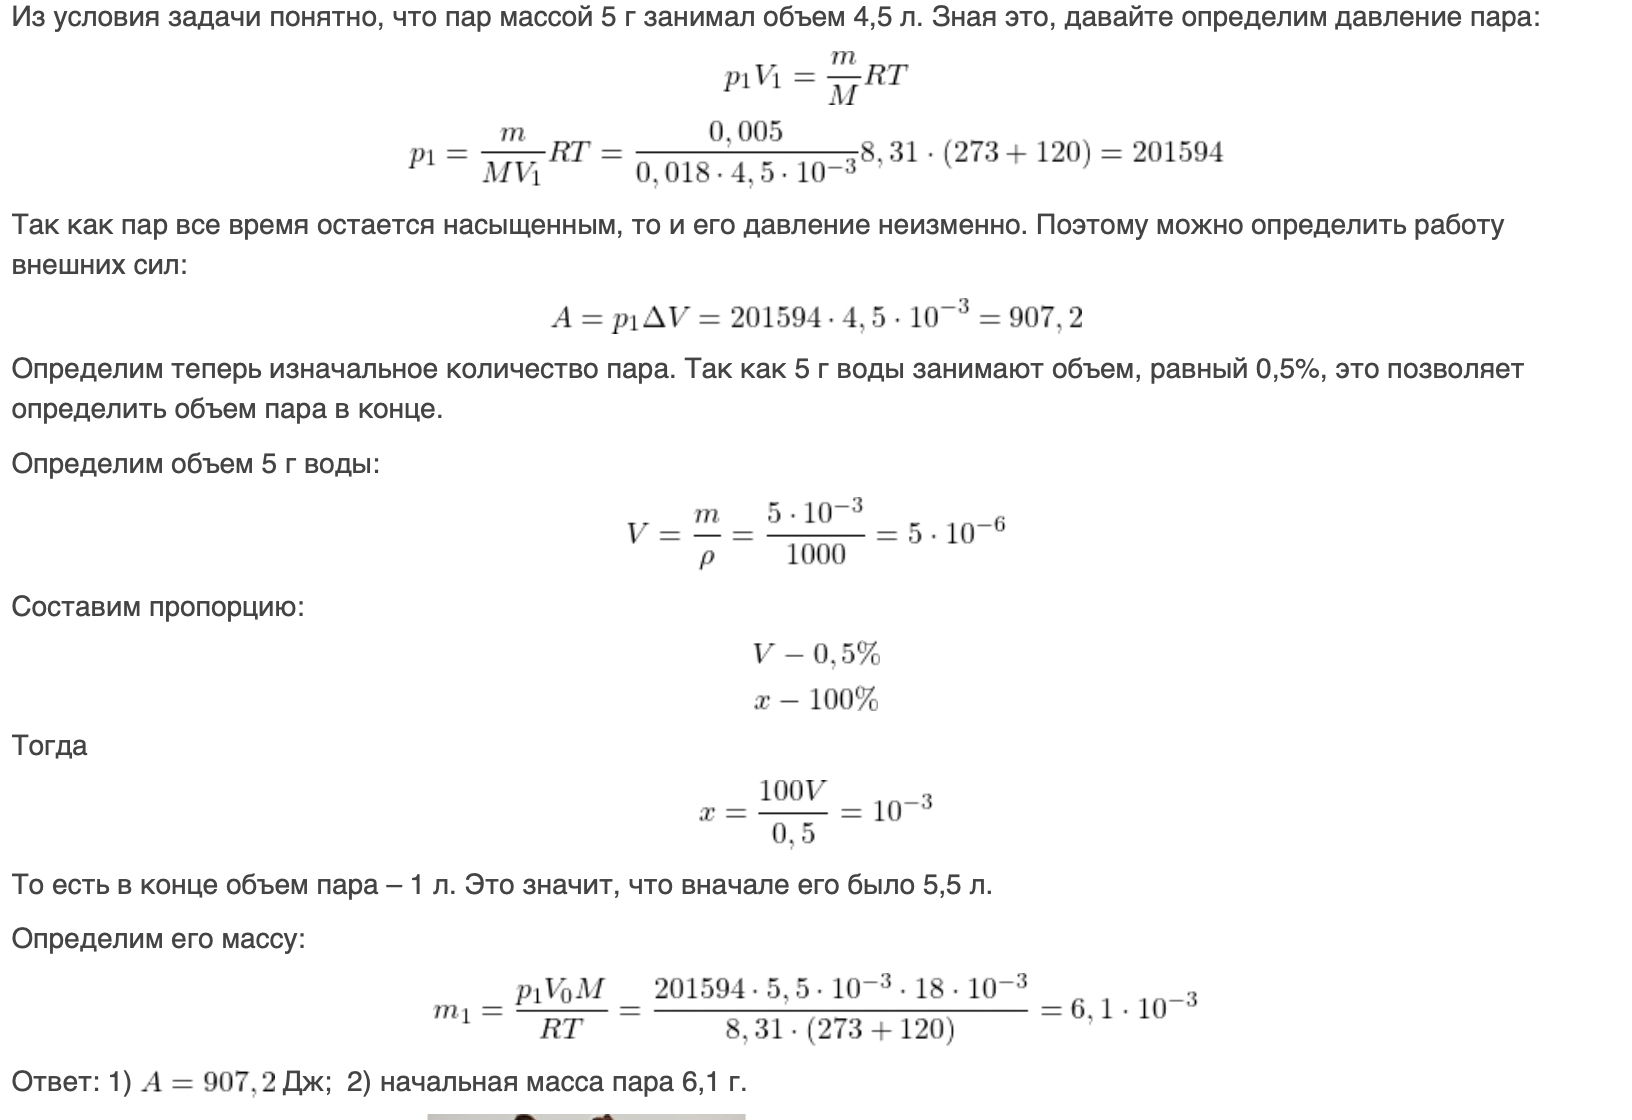 Из условия задачи понятно, что пар массой 5 г занимал объем 4,5 л. Зная это, давайте определим давление пара:
p₁V₁ = m/M RT
p₁ = m/(MV₁) RT = 0,005/(0,018 · 4,5 · 10⁻³) 8,31 · (273 + 120) = 201594
Так как пар все время остается насыщенным, то и его давление неизменно. Поэтому можно определить работу
внешних сил:
A = p₁ΔV = 201594 · 4,5 · 10⁻³ = 907,2
Определим теперь изначальное количество пара. Так как 5 г воды занимают объем, равный 0,5%, это позволяет
определить объем пара в конце.
Определим объем 5 г воды:
V = m/ρ = (5 · 10⁻³)/1000 = 5 · 10⁻⁶
Составим пропорцию:
V − 0,5%
x − 100%
Тогда
x = 100V/0,5 = 10⁻³
То есть в конце объем пара – 1 л. Это значит, что вначале его было 5,5 л.
Определим его массу:
m₁ = p₁V₀M/RT = (201594 · 5,5 · 10⁻³ · 18 · 10⁻³)/(8,31 · (273 + 120)) = 6,1 · 10⁻³
Ответ: 1) A = 907,2 Дж; 2) начальная масса пара 6,1 г.